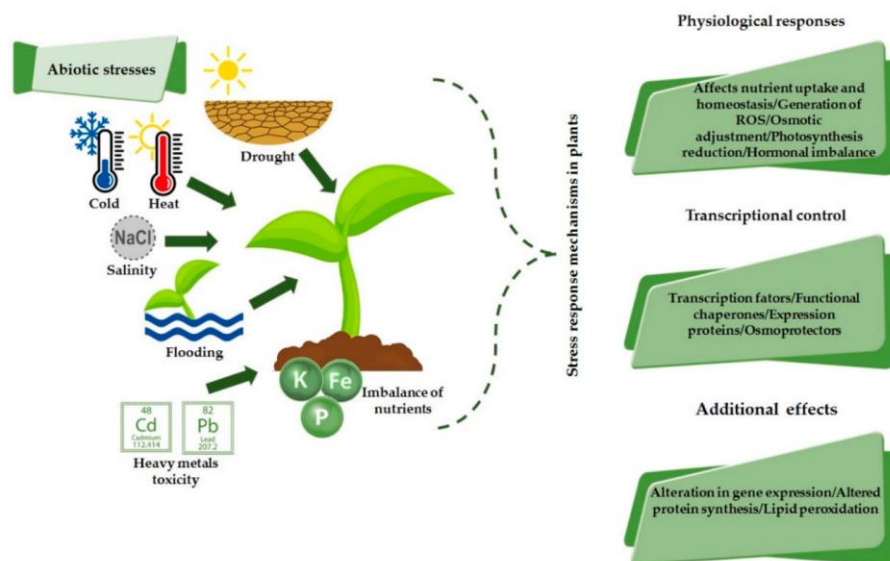 Abiotic stresses
Drought
Cold
Heat
NaCl
Salinity
Flooding
48
Cd
Cadmium
112.414
82
Pb
Lead
207.2
Heavy metals
toxicity
K
Fe
P
Imbalance of
nutrients
Stress response mechanisms in plants
Physiological responses
Affects nutrient uptake and
homeostasis/Generation of
ROS/Osmotic
adjustment/Photosynthesis
reduction/Hormonal imbalance
Transcriptional control
Transcription fators/Functional
chaperones/Expression
proteins/Osmoprotectors
Additional effects
Alteration in gene expression/Altered
protein synthesis/Lipid peroxidation